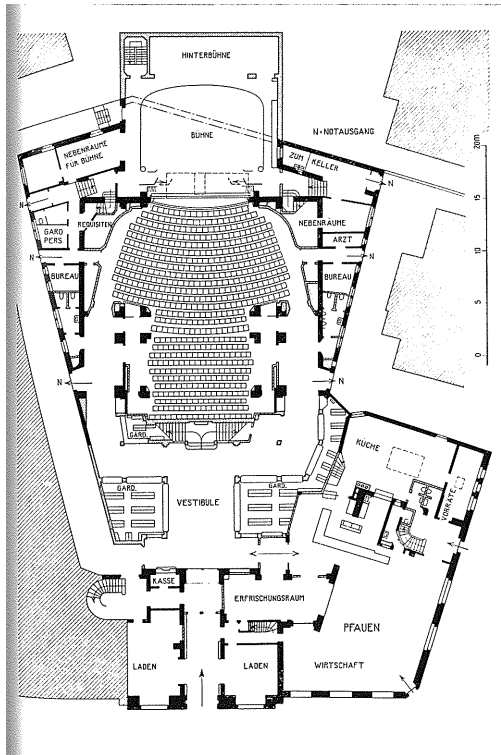 HINTERBÜHNE
BÜHNE
N=NOTAUSGANG
NEBENRÄUME
FÜR BÜHNE
ZUM KELLER
N
N
REQUISITEN
NEBENRÄUME
GARD
PERS
ARZT
N
N
BUREAU
BUREAU
N
N
20m
15
10
5
0
GARD
KÜCHE
GARD.
GARD.
VORRÄTE
VESTIBULE
KASSE
ERFRISCHUNGSRAUM
PFAUEN
LADEN
LADEN
WIRTSCHAFT